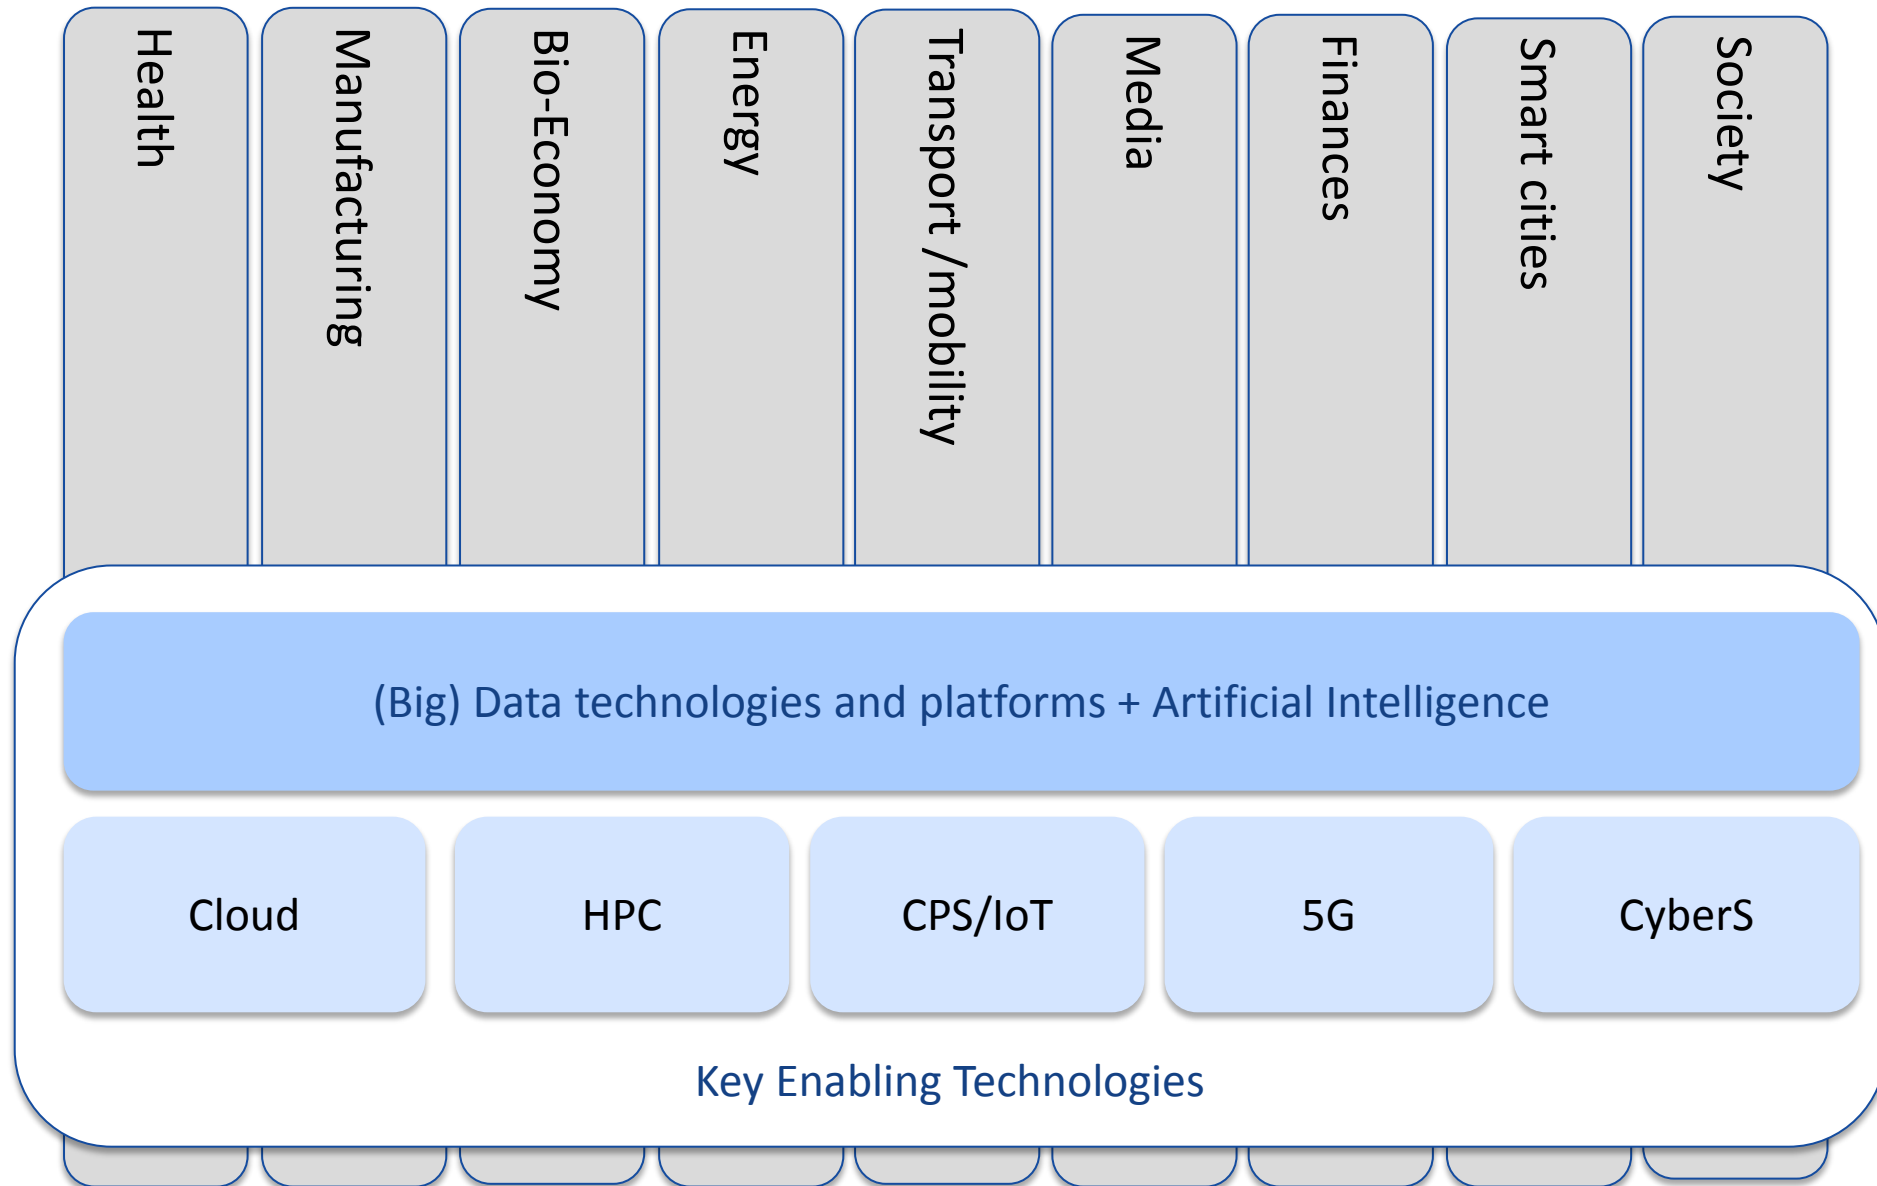 Health
Manufacturing
Bio-Economy
Energy
Transport /mobility
Media
Finances
Smart cities
Society
(Big) Data technologies and platforms + Artificial Intelligence
Cloud
HPC
CPS/IoT
5G
CyberS
Key Enabling Technologies